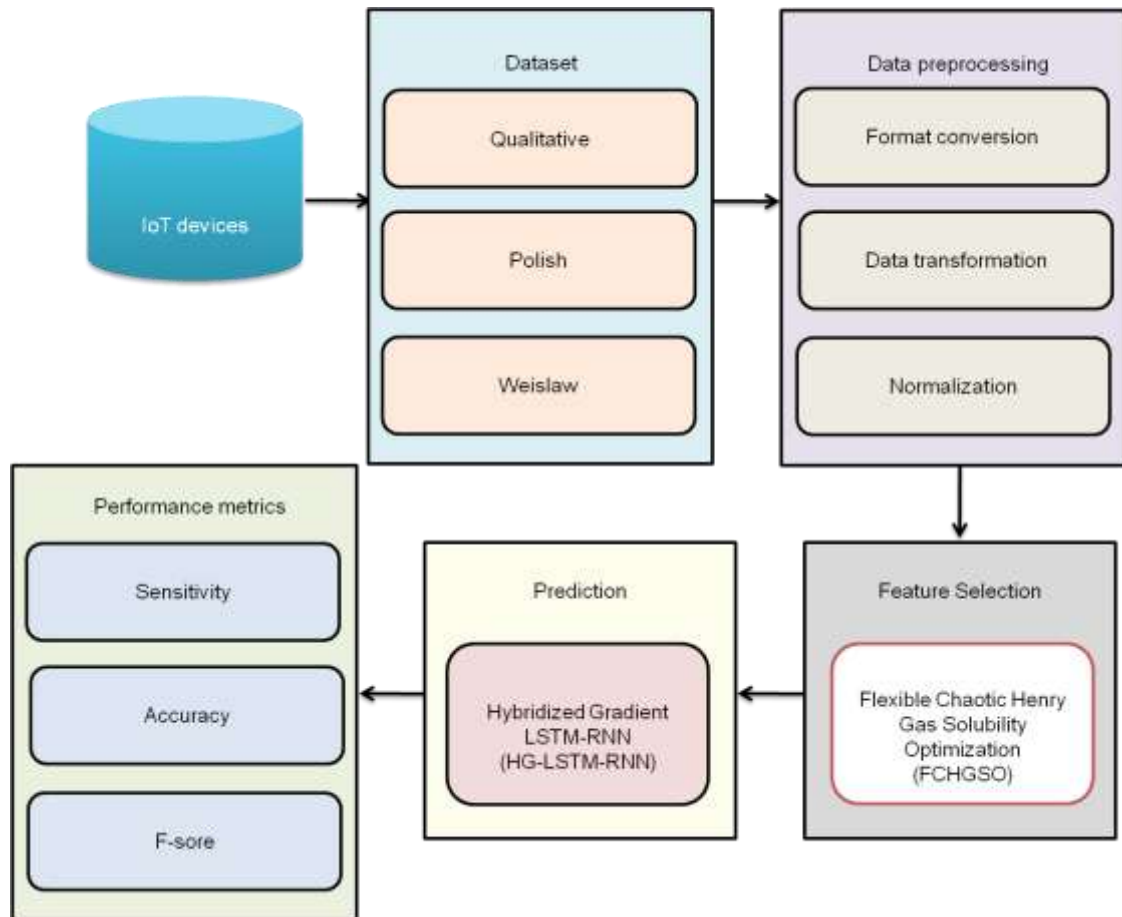 IoT devices
Dataset
Qualitative
Polish
Weislaw
Data preprocessing
Format conversion
Data transformation
Normalization
Feature Selection
Flexible Chaotic Henry
Gas Solubility
Optimization
(FCHGSO)
Prediction
Hybridized Gradient
LSTM-RNN
(HG-LSTM-RNN)
Performance metrics
Sensitivity
Accuracy
F-sore